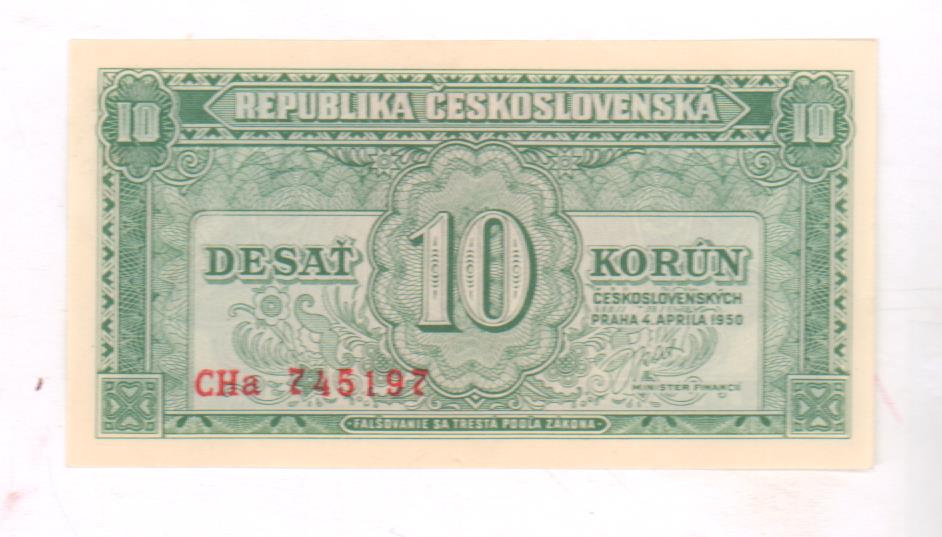 REPUBLIKA ČESKOSLOVENSKÁ
10
10
DESAŤ
10
KORÚN
ČESKOSLOVENSKÝCH
PRAHA 4. APRÍLA 1950
MINISTER FINANCIÍ
CHa 745197
FALŠOVANIE SA TRESTÁ PODĽA ZÁKONA